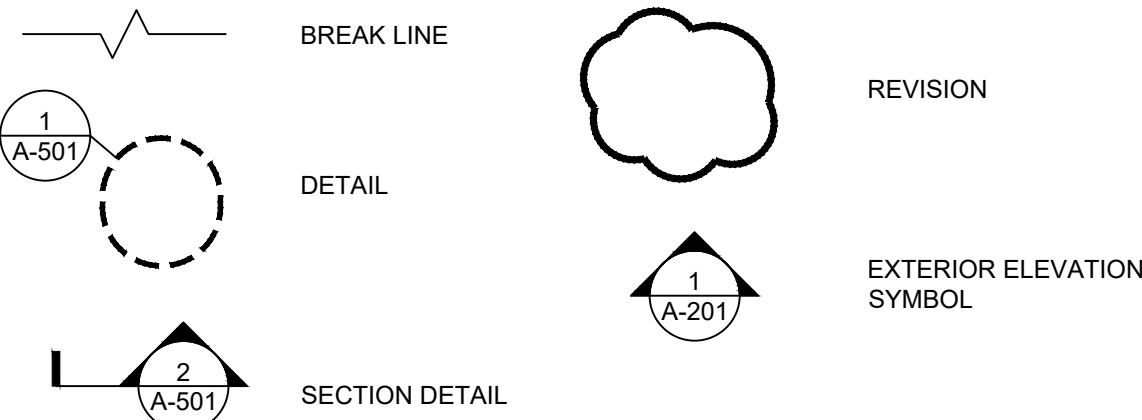 BREAK LINE
1
A-501
DETAIL
2
A-501
SECTION DETAIL
REVISION
1
A-201
EXTERIOR ELEVATION
SYMBOL